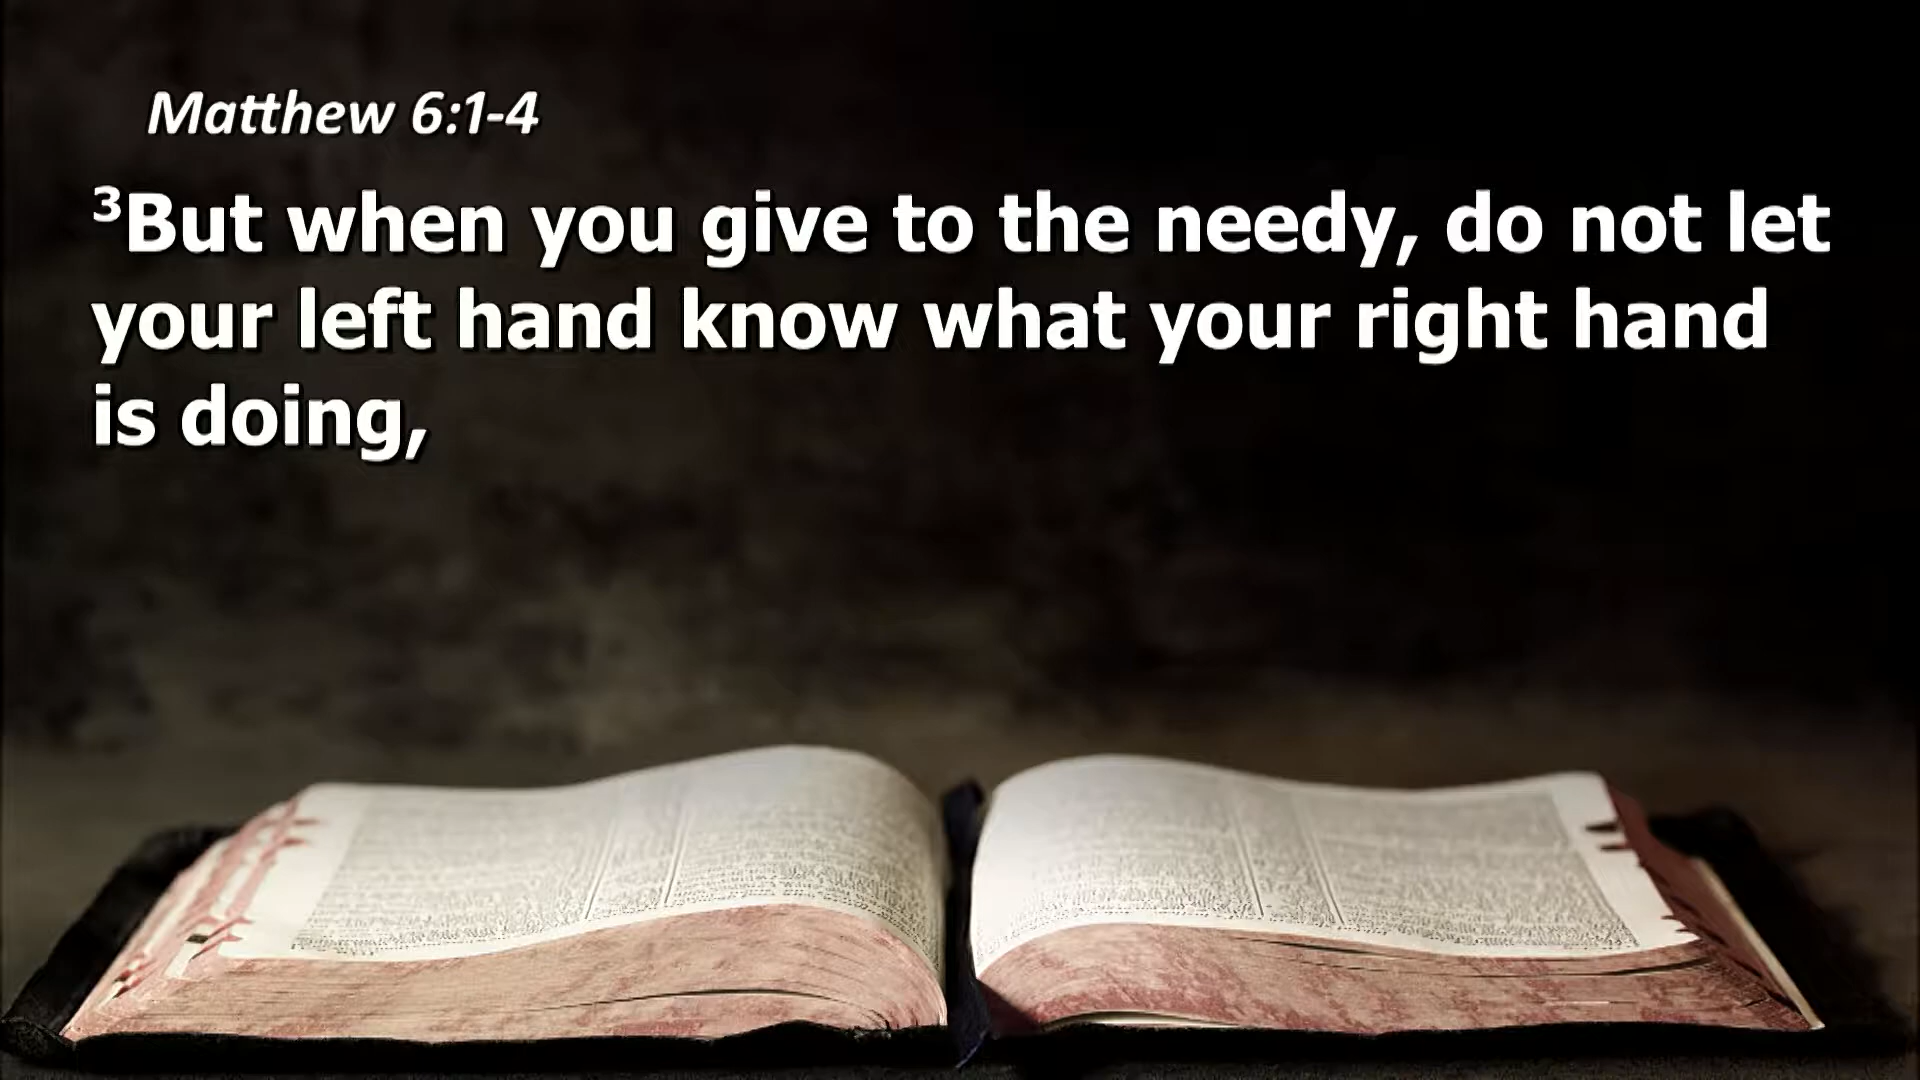 Matthew 6:1-4
³But when you give to the needy, do not let
your left hand know what your right hand
is doing,